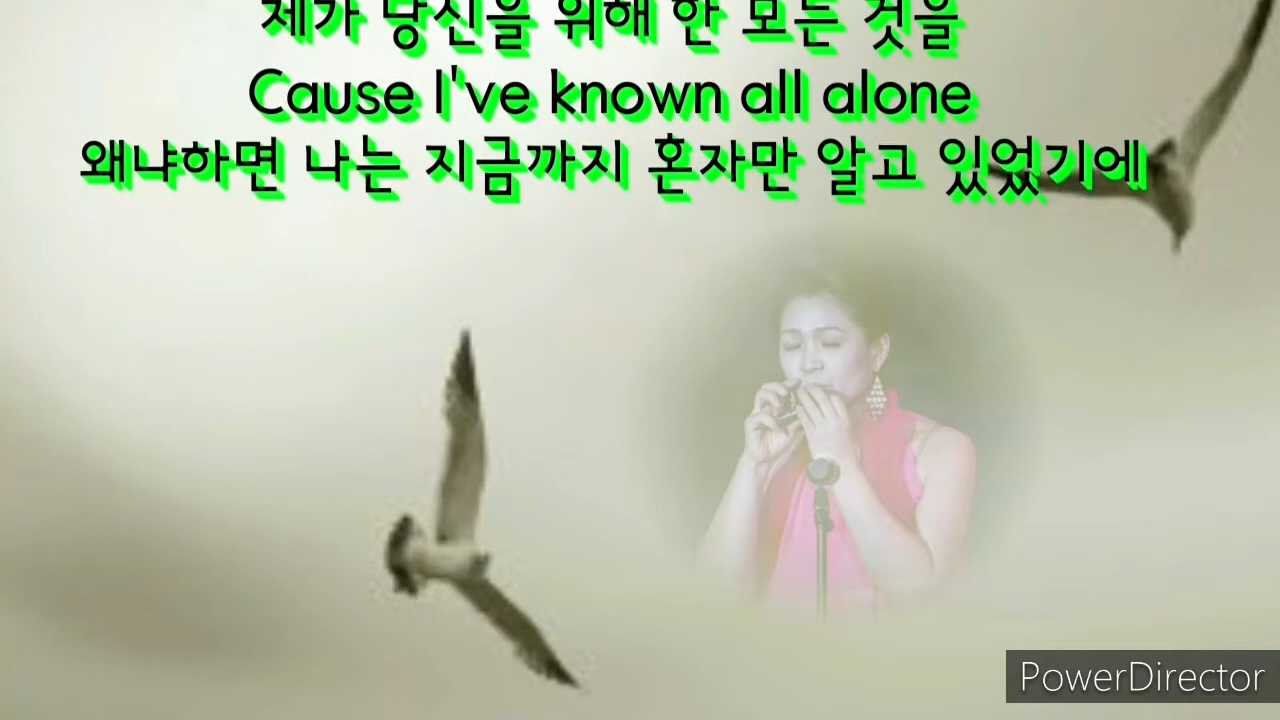 제가 당신을 위해 한 모든 것을
Cause I've known all alone
왜냐하면 나는 지금까지 혼자만 알고 있었기에
PowerDirector